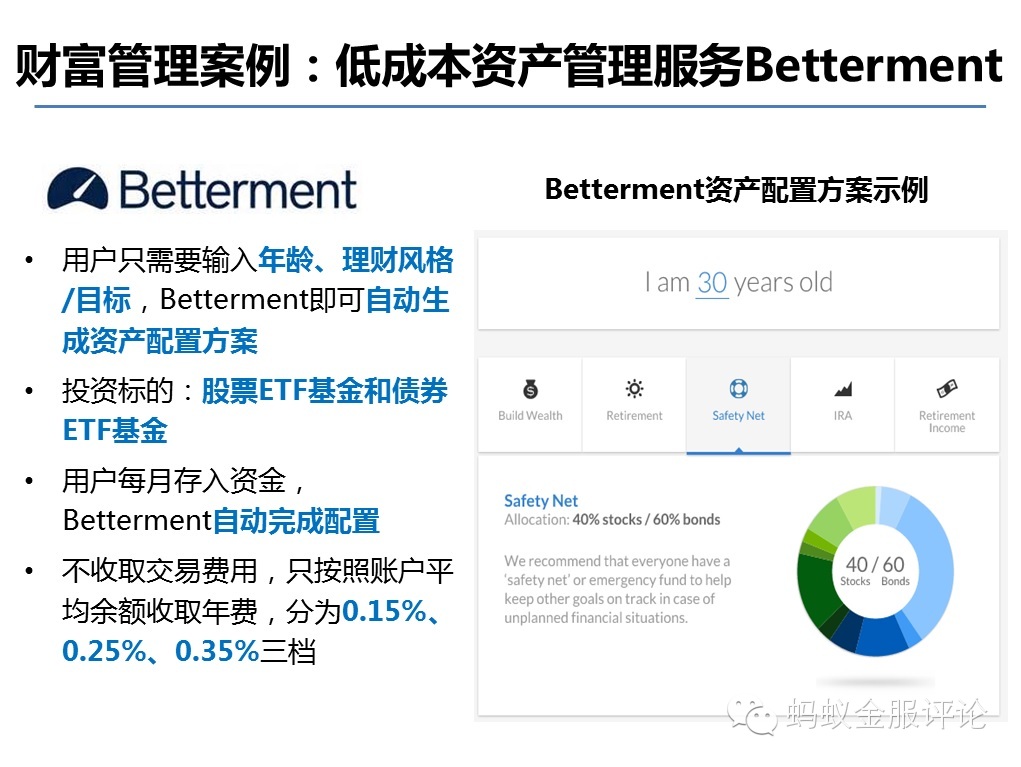 财富管理案例：低成本资产管理服务Betterment
Betterment
• 用户只需要输入年龄、理财风格
/目标，Betterment即可自动生
成资产配置方案
• 投资标的：股票ETF基金和债券
ETF基金
• 用户每月存入资金，
Betterment自动完成配置
• 不收取交易费用，只按照账户平
均余额收取年费，分为0.15%、
0.25%、0.35%三档
Betterment资产配置方案示例
I am 30 years old
Build Wealth
Retirement
Safety Net
IRA
Retirement
Income
Safety Net
Allocation: 40% stocks / 60% bonds
We recommend that everyone have a
'safety net' or emergency fund to help
keep other goals on track in case of
unplanned financial situations.
40 / 60
Stocks Bonds
蚂蚁金服评论